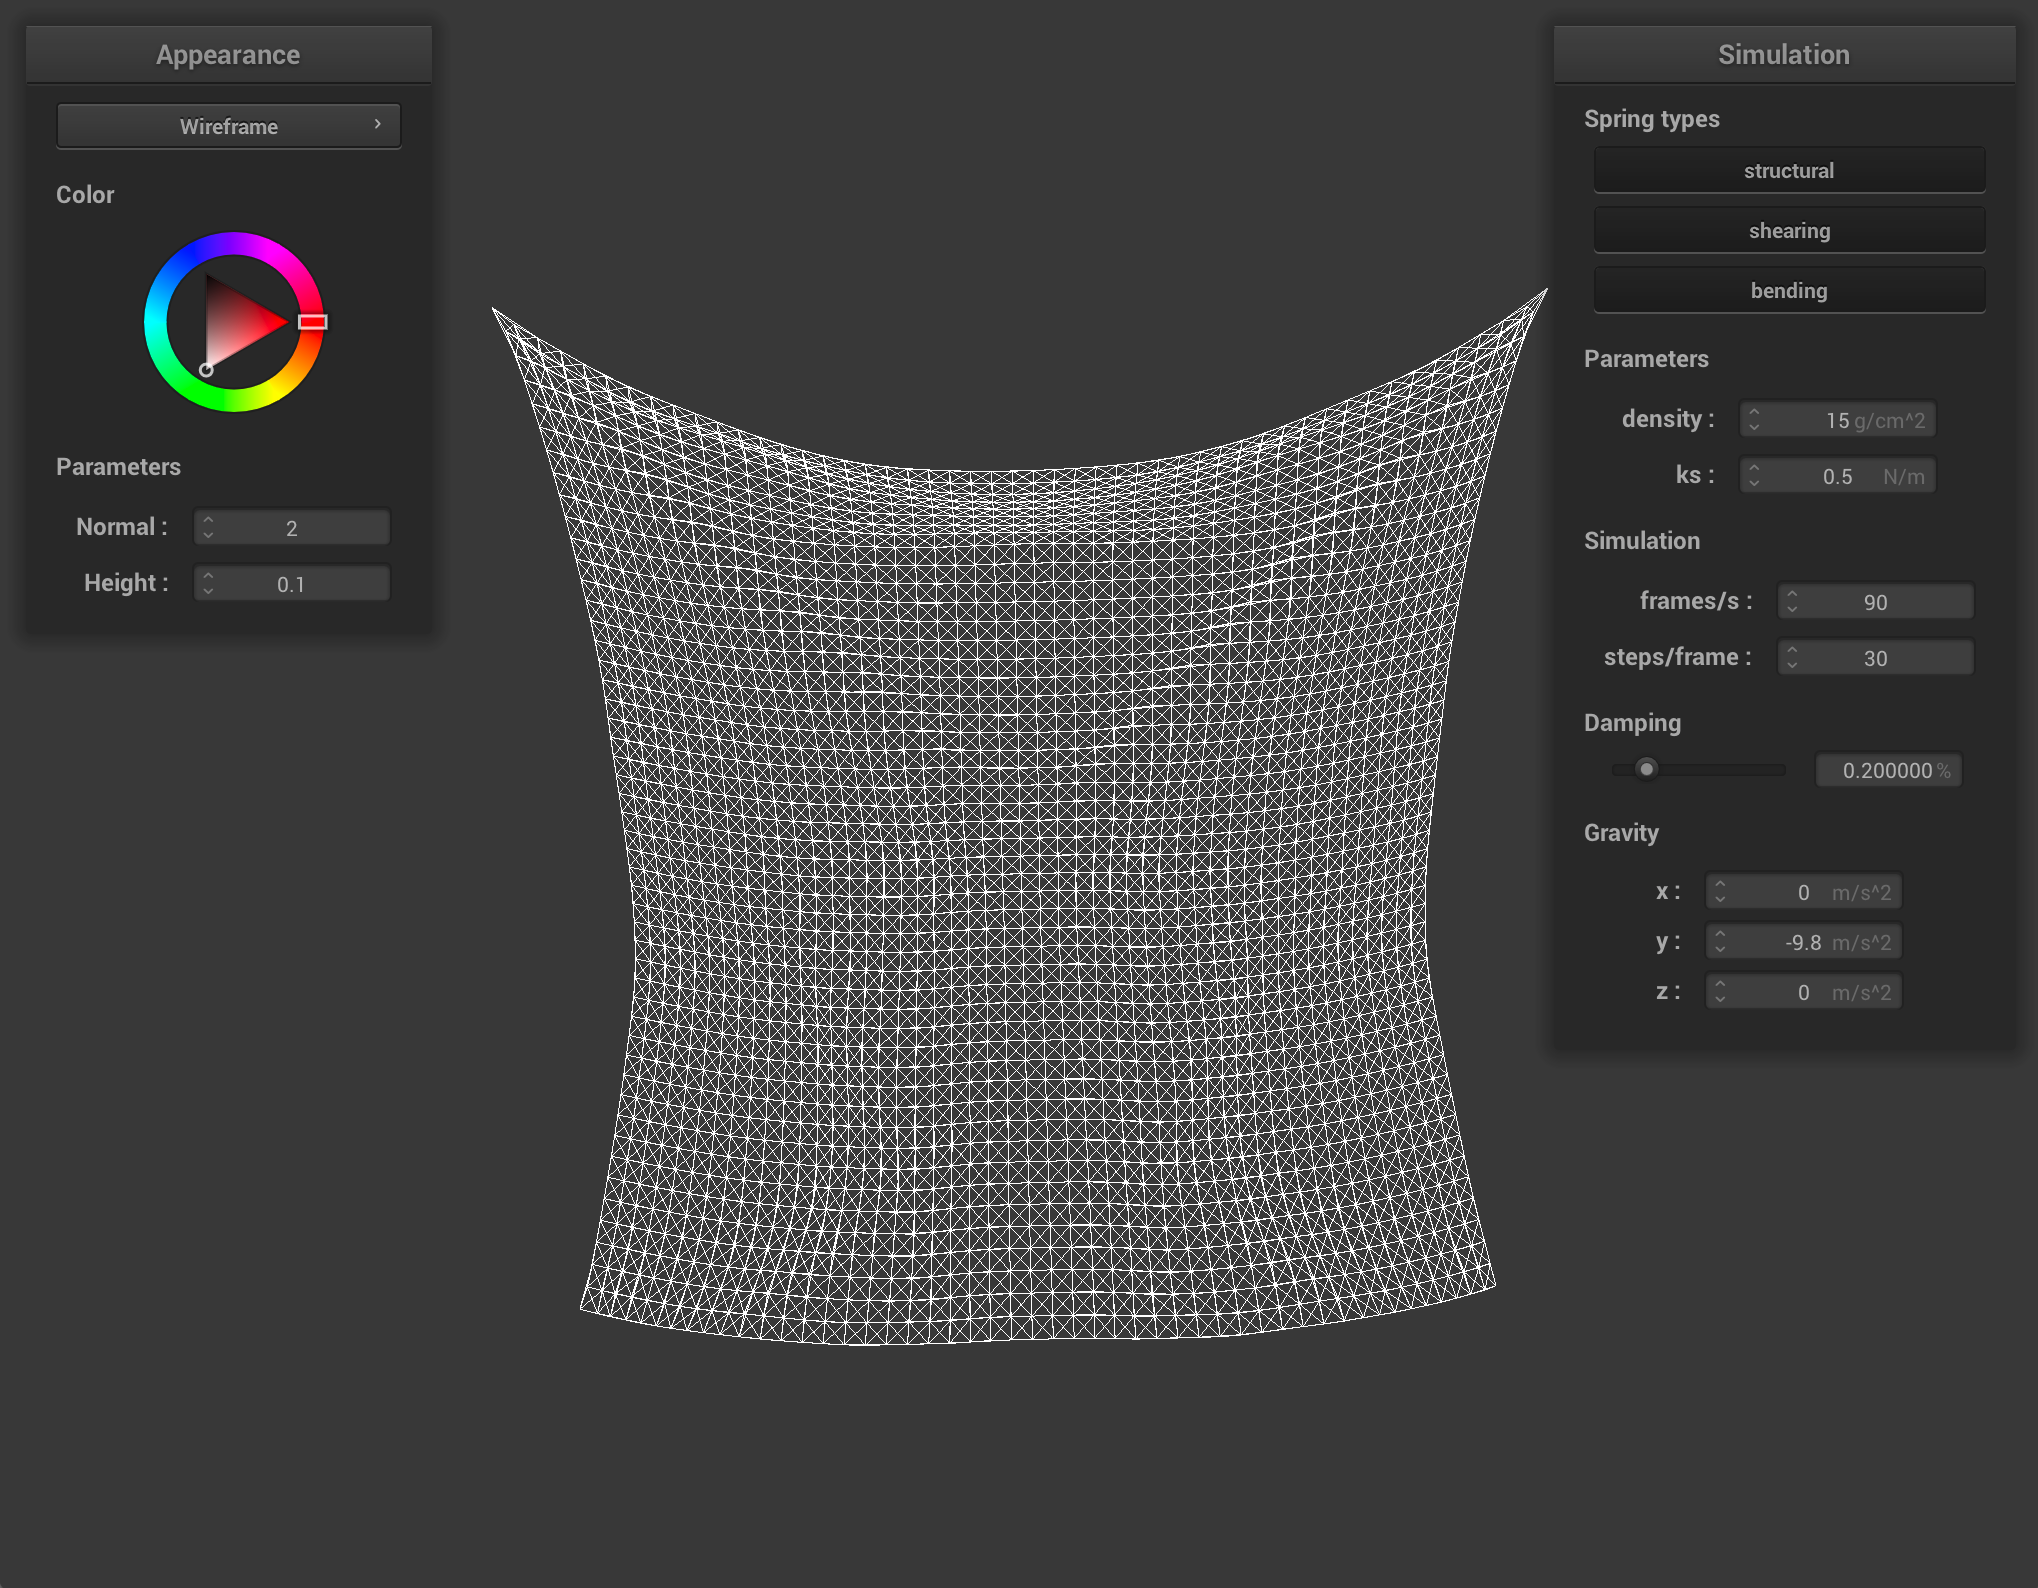 Appearance
Wireframe
Color
Parameters
Normal : 2
Height : 0.1
Simulation
Spring types
structural
shearing
bending
Parameters
density : 15 g/cm^2
ks : 0.5 N/m
Simulation
frames/s : 90
steps/frame : 30
Damping
0.200000 %
Gravity
x : 0 m/s^2
y : -9.8 m/s^2
z : 0 m/s^2